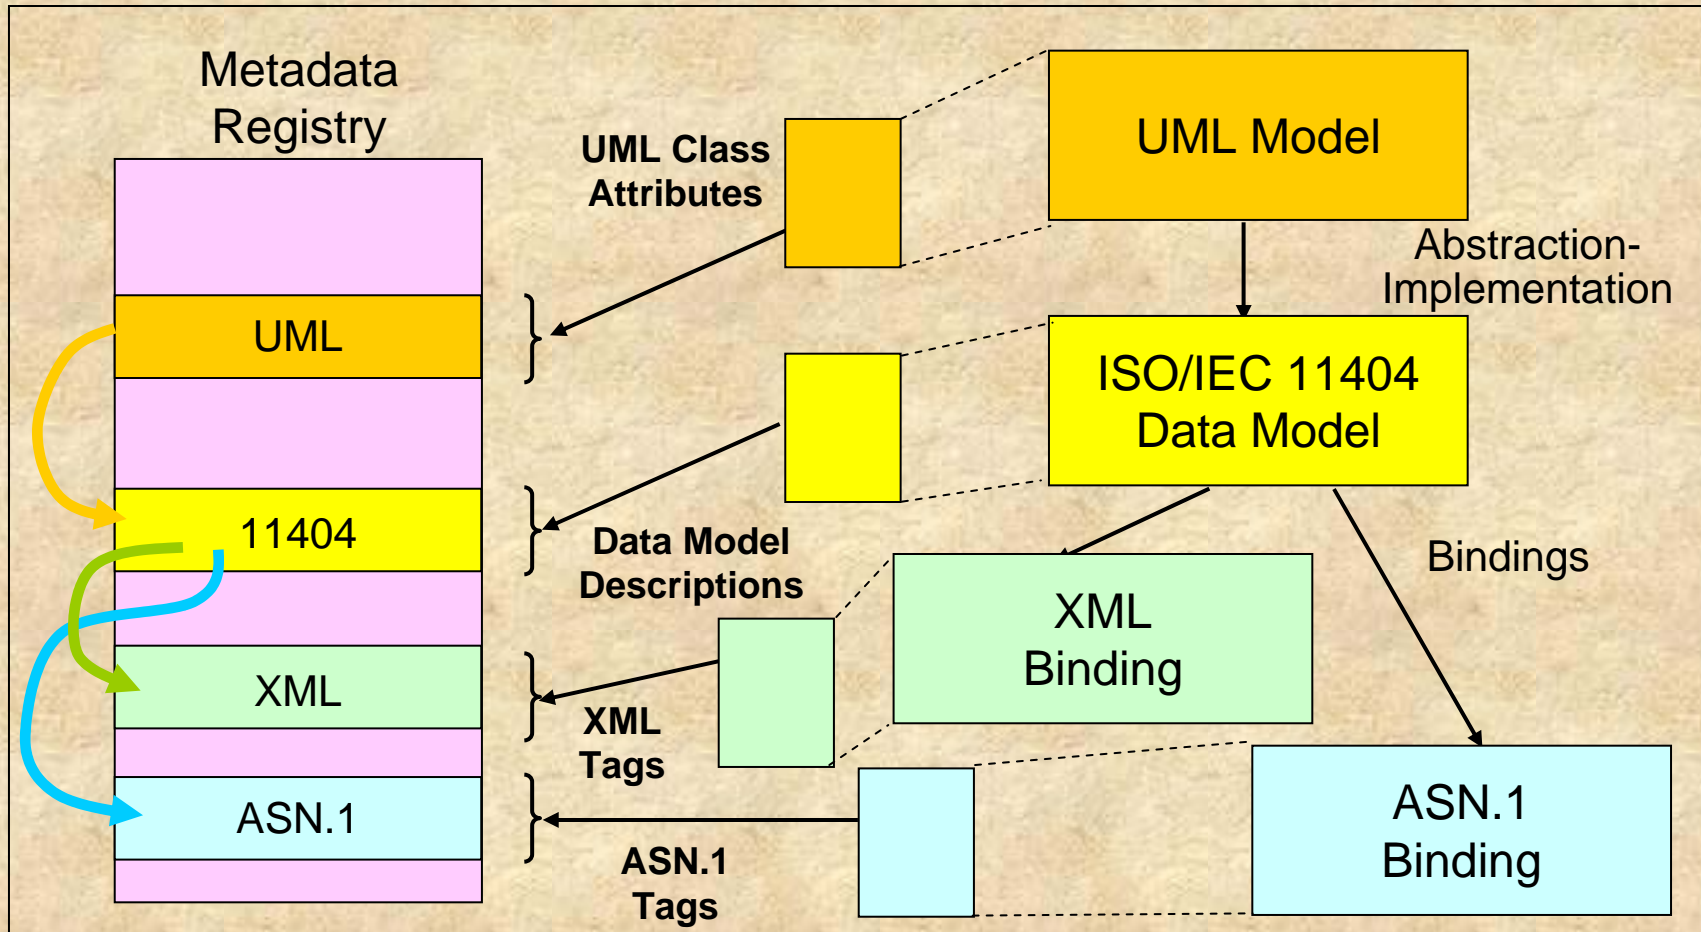 Metadata
Registry
UML
11404
XML
ASN.1
UML Class
Attributes
Data Model
Descriptions
XML
Tags
ASN.1
Tags
UML Model
Abstraction-
Implementation
ISO/IEC 11404
Data Model
Bindings
XML
Binding
ASN.1
Binding